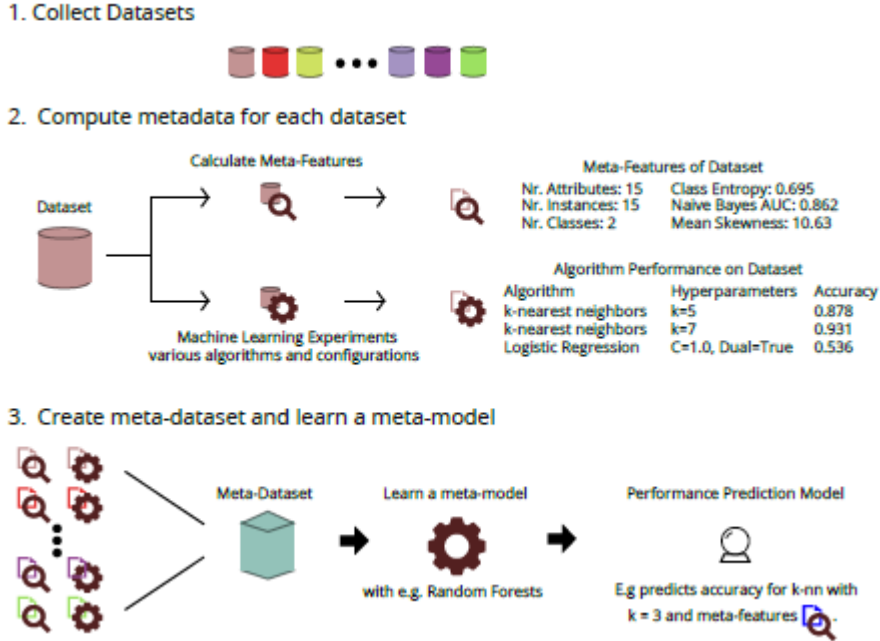 1. Collect Datasets
2. Compute metadata for each dataset
Calculate Meta-Features
Dataset
Meta-Features of Dataset
Nr. Attributes: 15 Class Entropy: 0.695
Nr. Instances: 15 Naive Bayes AUC: 0.862
Nr. Classes: 2 Mean Skewness: 10.63
Machine Learning Experiments
various algorithms and configurations
Algorithm Performance on Dataset
Algorithm Hyperparameters Accuracy
k-nearest neighbors k=5 0.878
k-nearest neighbors k=7 0.931
Logistic Regression C=1.0, Dual=True 0.536
3. Create meta-dataset and learn a meta-model
Meta-Dataset
Learn a meta-model
with e.g. Random Forests
Performance Prediction Model
E.g predicts accuracy for k-nn with
k = 3 and meta-features .